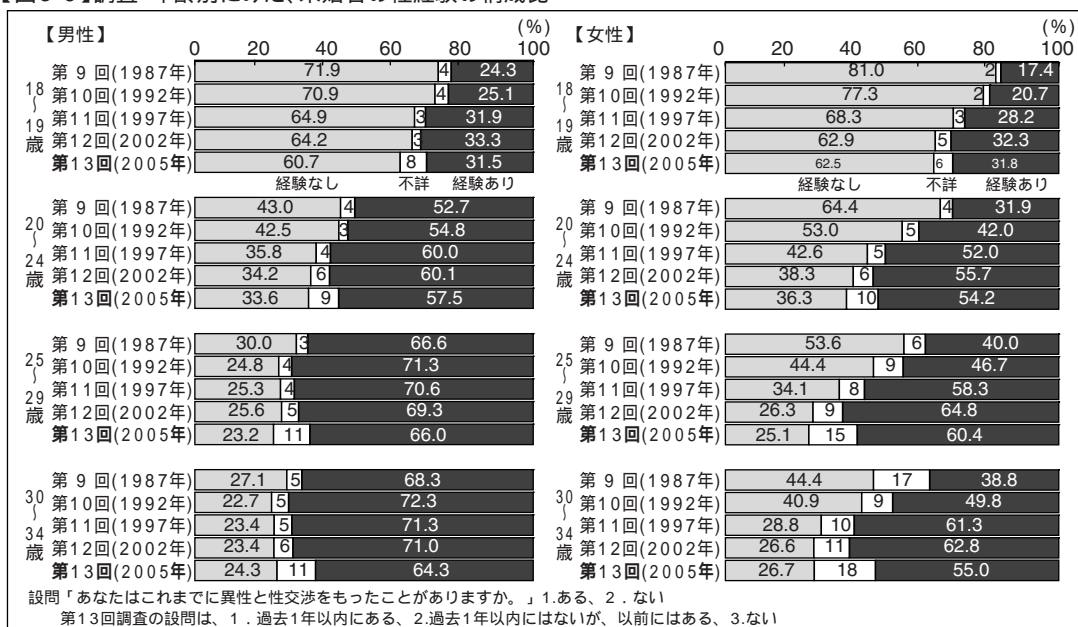 【男性】 (%)
0 20 40 60 80 100
18〜19歳
第 9 回(1987年) 71.9 4 24.3
第10回(1992年) 70.9 4 25.1
第11回(1997年) 64.9 3 31.9
第12回(2002年) 64.2 3 33.3
第13回(2005年) 60.7 8 31.5
経験なし 不詳 経験あり
20〜24歳
第 9 回(1987年) 43.0 4 52.7
第10回(1992年) 42.5 3 54.8
第11回(1997年) 35.8 4 60.0
第12回(2002年) 34.2 6 60.1
第13回(2005年) 33.6 9 57.5
25〜29歳
第 9 回(1987年) 30.0 3 66.6
第10回(1992年) 24.8 4 71.3
第11回(1997年) 25.3 4 70.6
第12回(2002年) 25.6 5 69.3
第13回(2005年) 23.2 11 66.0
30〜34歳
第 9 回(1987年) 27.1 5 68.3
第10回(1992年) 22.7 5 72.3
第11回(1997年) 23.4 5 71.3
第12回(2002年) 23.4 6 71.0
第13回(2005年) 24.3 11 64.3
【女性】 (%)
0 20 40 60 80 100
18〜19歳
第 9 回(1987年) 81.0 2 17.4
第10回(1992年) 77.3 2 20.7
第11回(1997年) 68.3 3 28.2
第12回(2002年) 62.9 5 32.3
第13回(2005年) 62.5 6 31.8
経験なし 不詳 経験あり
20〜24歳
第 9 回(1987年) 64.4 4 31.9
第10回(1992年) 53.0 5 42.0
第11回(1997年) 42.6 5 52.0
第12回(2002年) 38.3 6 55.7
第13回(2005年) 36.3 10 54.2
25〜29歳
第 9 回(1987年) 53.6 6 40.0
第10回(1992年) 44.4 9 46.7
第11回(1997年) 34.1 8 58.3
第12回(2002年) 26.3 9 64.8
第13回(2005年) 25.1 15 60.4
30〜34歳
第 9 回(1987年) 44.4 17 38.8
第10回(1992年) 40.9 9 49.8
第11回(1997年) 28.8 10 61.3
第12回(2002年) 26.6 11 62.8
第13回(2005年) 26.7 18 55.0
設問「あなたはこれまでに異性と性交渉をもったことがありますか。」1.ある、2．ない
第13回調査の設問は、1．過去1年以内にある、2.過去1年以内にはないが、以前にはある、3.ない